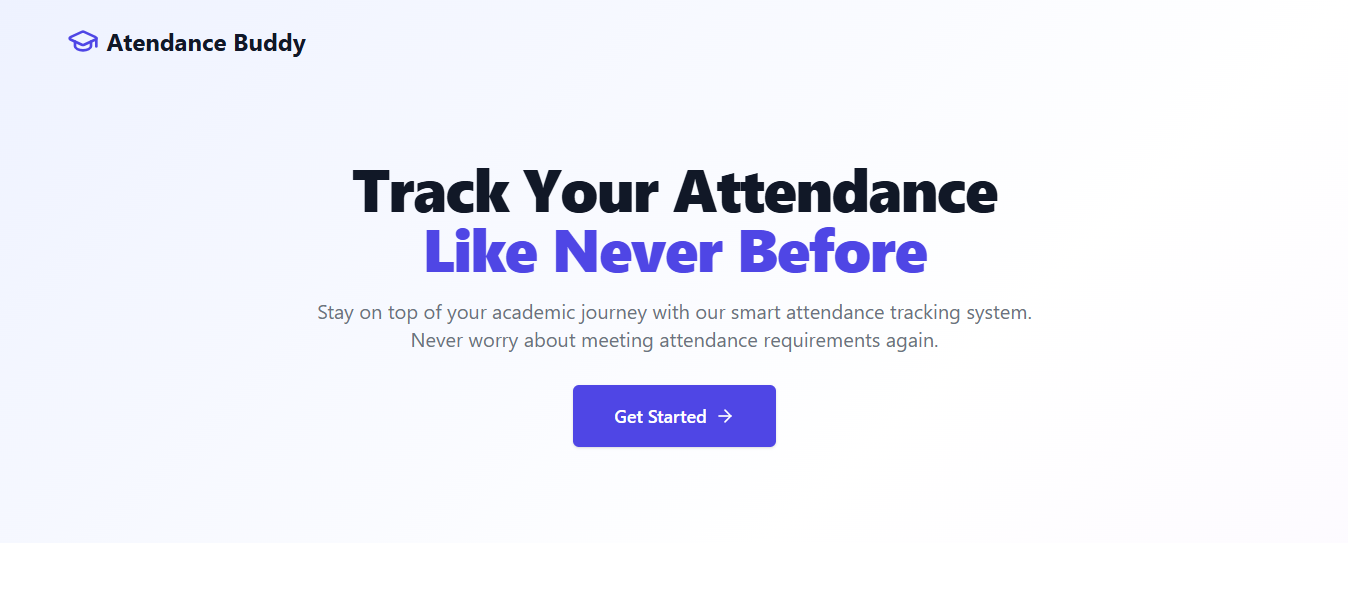 Atendance Buddy
Track Your Attendance
Like Never Before
Stay on top of your academic journey with our smart attendance tracking system.
Never worry about meeting attendance requirements again.
Get Started →